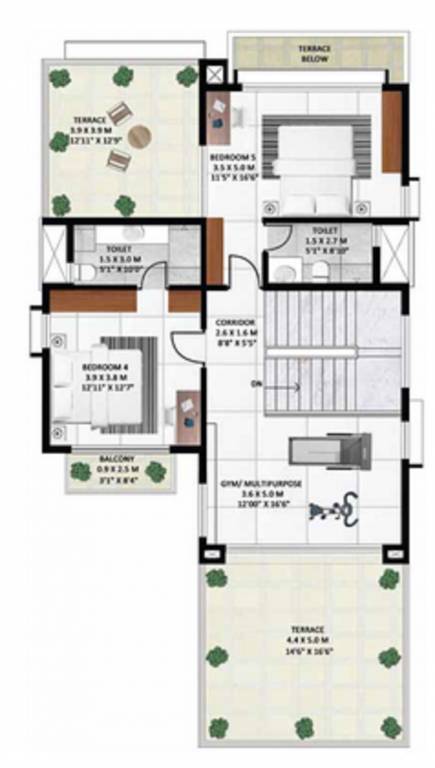 TERRACE
BELOW
TERRACE
3.9 X 3.9 M
12'11" X 12'9"
BEDROOM 5
3.5 X 5.0 M
11'5" X 16'6"
TOILET
1.5 X 3.0 M
5'1" X 10'0"
TOILET
1.5 X 2.7 M
5'1" X 8'10"
CORRIDOR
2.6 X 1.6 M
8'8" X 5'5"
BEDROOM 4
3.9 X 3.8 M
12'11" X 12'7"
DN
BALCONY
0.9 X 2.5 M
3'1" X 8'4"
GYM/ MULTIPURPOSE
3.6 X 5.0 M
12'00" X 16'6"
TERRACE
4.4 X 5.0 M
14'6" X 16'6"